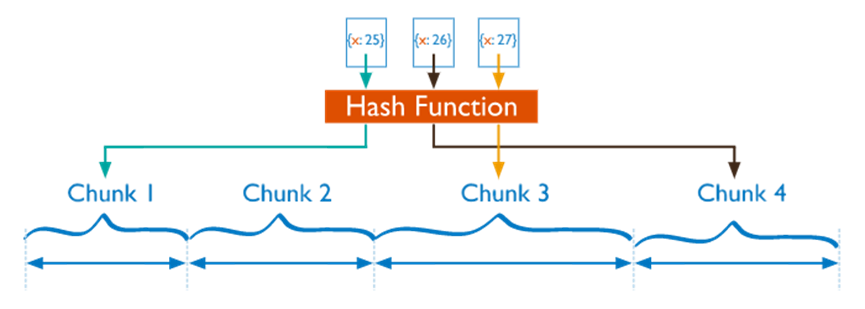 {x: 25} {x: 26} {x: 27}
Hash Function
Chunk 1 Chunk 2 Chunk 3 Chunk 4